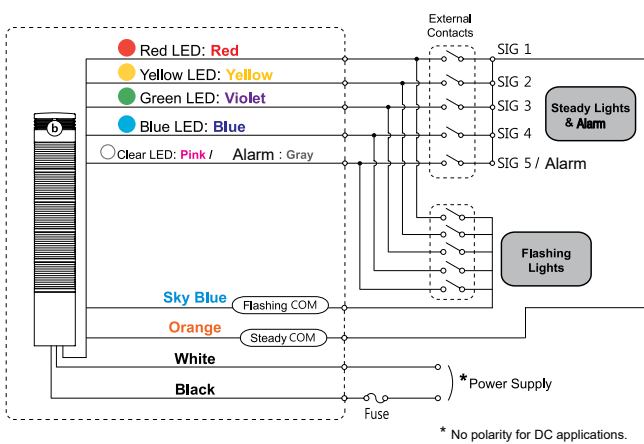 External
Contacts
Red LED: Red
SIG 1
Yellow LED: Yellow
SIG 2
Green LED: Violet
SIG 3
Steady Lights
& Alarm
b
Blue LED: Blue
SIG 4
Clear LED: Pink / Alarm : Gray
SIG 5 / Alarm
Flashing
Lights
Sky Blue
Flashing COM
Orange
Steady COM
White
* Power Supply
Black
Fuse
* No polarity for DC applications.